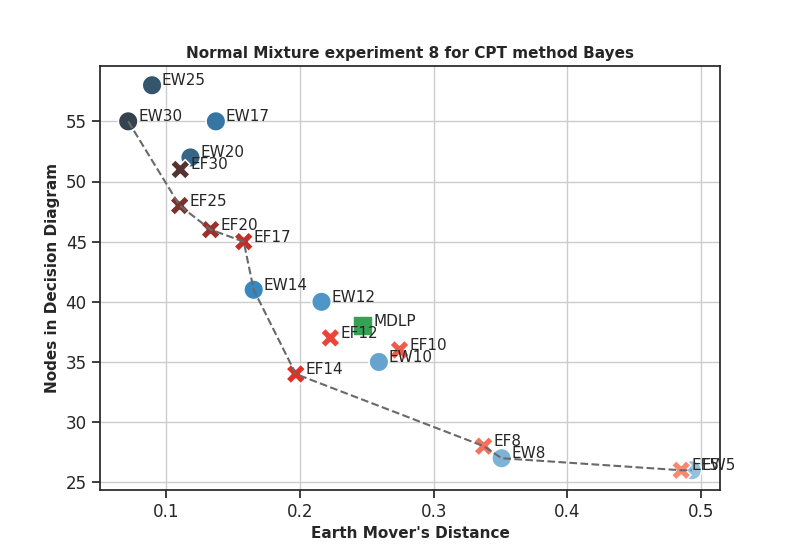 Normal Mixture experiment 8 for CPT method Bayes
EW25
EW30
EW17
EW20
EF30
EF25
EF20
EF17
EW14
EW12
MDLP
EF12
EF10
EW10
EF14
EF8
EW8
EF5
EW5
55
50
45
40
35
30
25
Nodes in Decision Diagram
0.1 0.2 0.3 0.4 0.5
Earth Mover's Distance